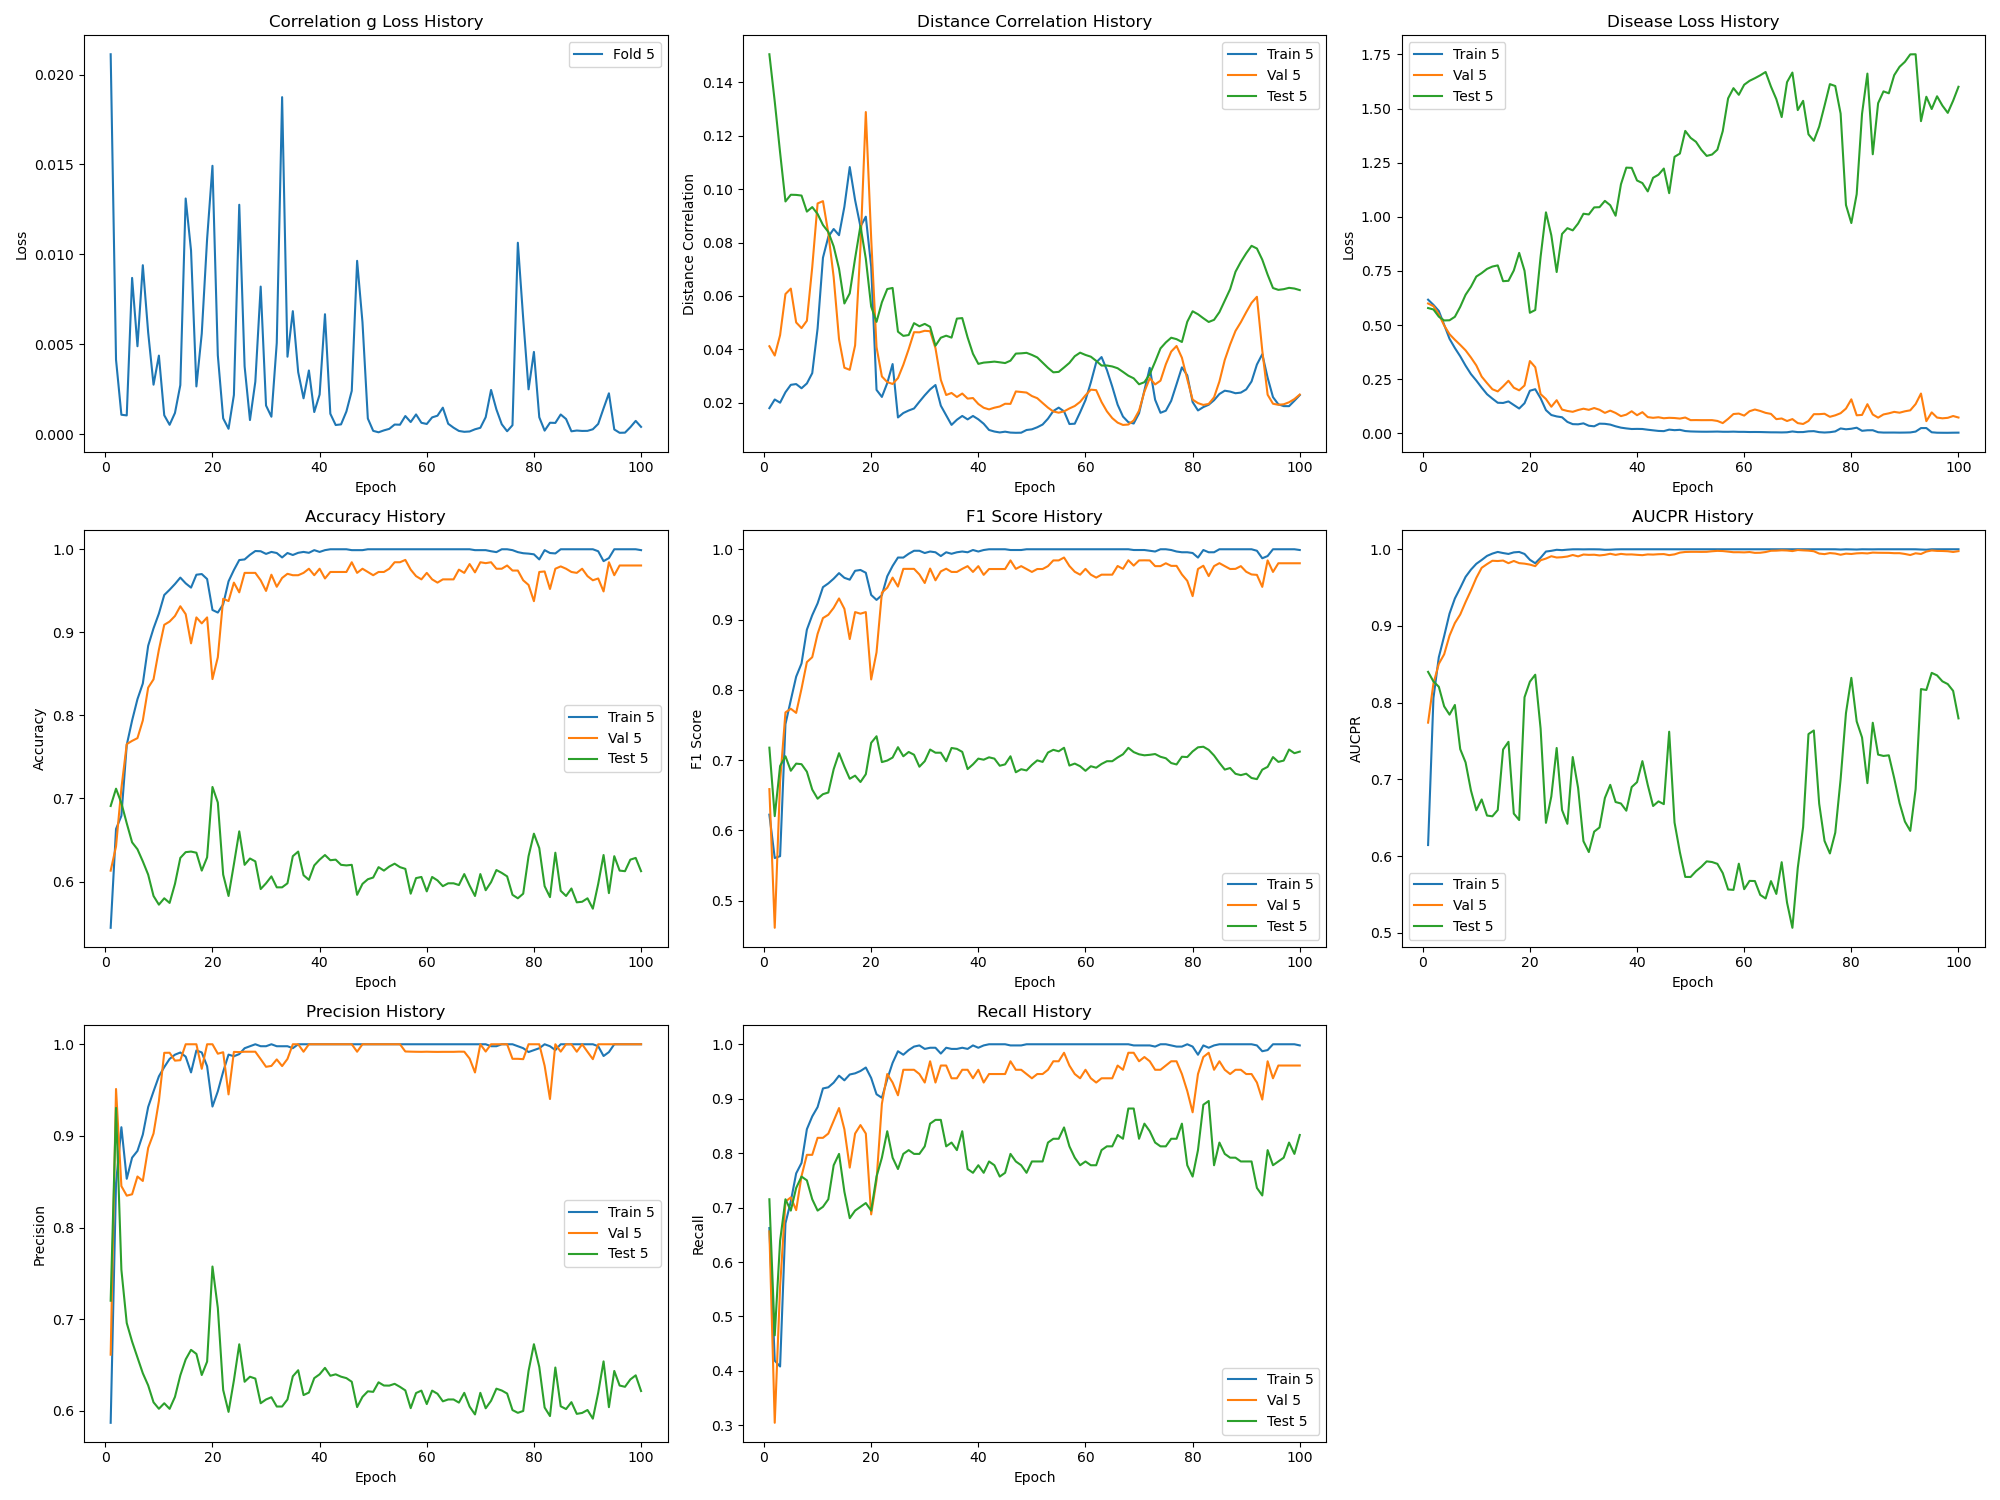 Correlation g Loss History
Loss
0.020
0.015
0.010
0.005
0.000
Fold 5
0 20 40 60 80 100
Epoch
Distance Correlation History
Distance Correlation
0.14
0.12
0.10
0.08
0.06
0.04
0.02
Train 5
Val 5
Test 5
0 20 40 60 80 100
Epoch
Disease Loss History
Loss
1.75
1.50
1.25
1.00
0.75
0.50
0.25
0.00
Train 5
Val 5
Test 5
0 20 40 60 80 100
Epoch
Accuracy History
Accuracy
1.0
0.9
0.8
0.7
0.6
Train 5
Val 5
Test 5
0 20 40 60 80 100
Epoch
F1 Score History
F1 Score
1.0
0.9
0.8
0.7
0.6
0.5
Train 5
Val 5
Test 5
0 20 40 60 80 100
Epoch
AUCPR History
AUCPR
1.0
0.9
0.8
0.7
0.6
0.5
Train 5
Val 5
Test 5
0 20 40 60 80 100
Epoch
Precision History
Precision
1.0
0.9
0.8
0.7
0.6
Train 5
Val 5
Test 5
0 20 40 60 80 100
Epoch
Recall History
Recall
1.0
0.9
0.8
0.7
0.6
0.5
0.4
0.3
Train 5
Val 5
Test 5
0 20 40 60 80 100
Epoch